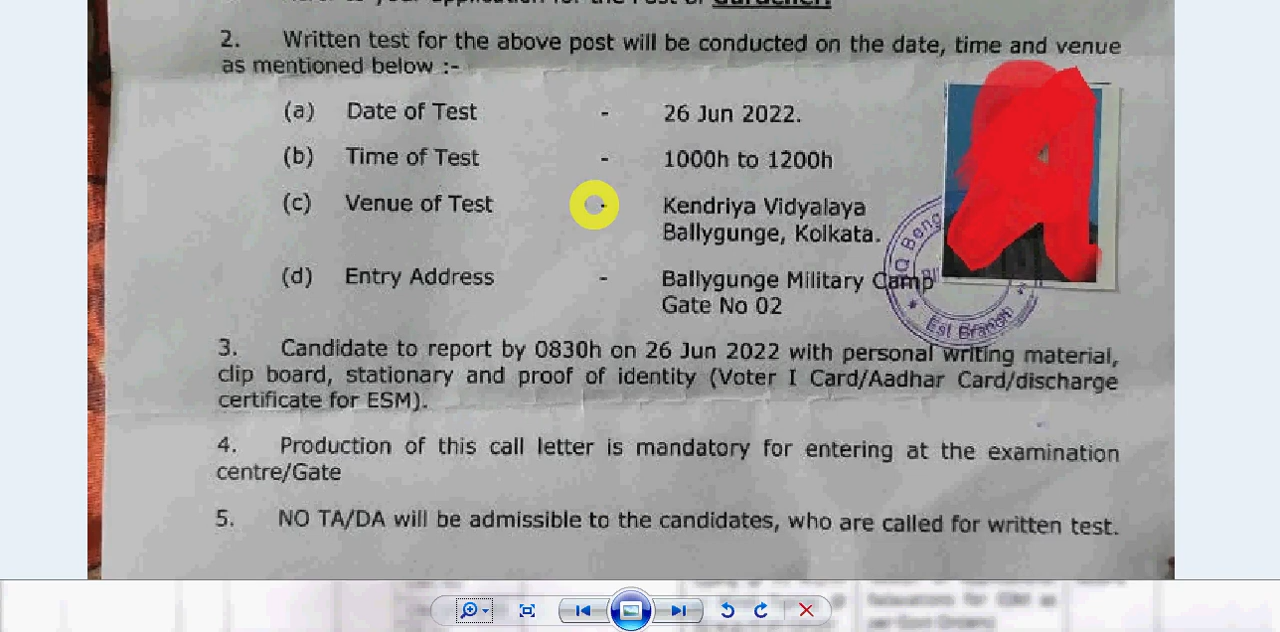 2. Written test for the above post will be conducted on the date, time and venue
as mentioned below :-
(a) Date of Test - 26 Jun 2022.
(b) Time of Test - 1000h to 1200h
(c) Venue of Test - Kendriya Vidyalaya
Ballygunge, Kolkata.
(d) Entry Address - Ballygunge Military Camp
Gate No 02
Est Branch
3. Candidate to report by 0830h on 26 Jun 2022 with personal writing material,
clip board, stationary and proof of identity (Voter I Card/Aadhar Card/discharge
certificate for ESM).
4. Production of this call letter is mandatory for entering at the examination
centre/Gate
5. NO TA/DA will be admissible to the candidates, who are called for written test.